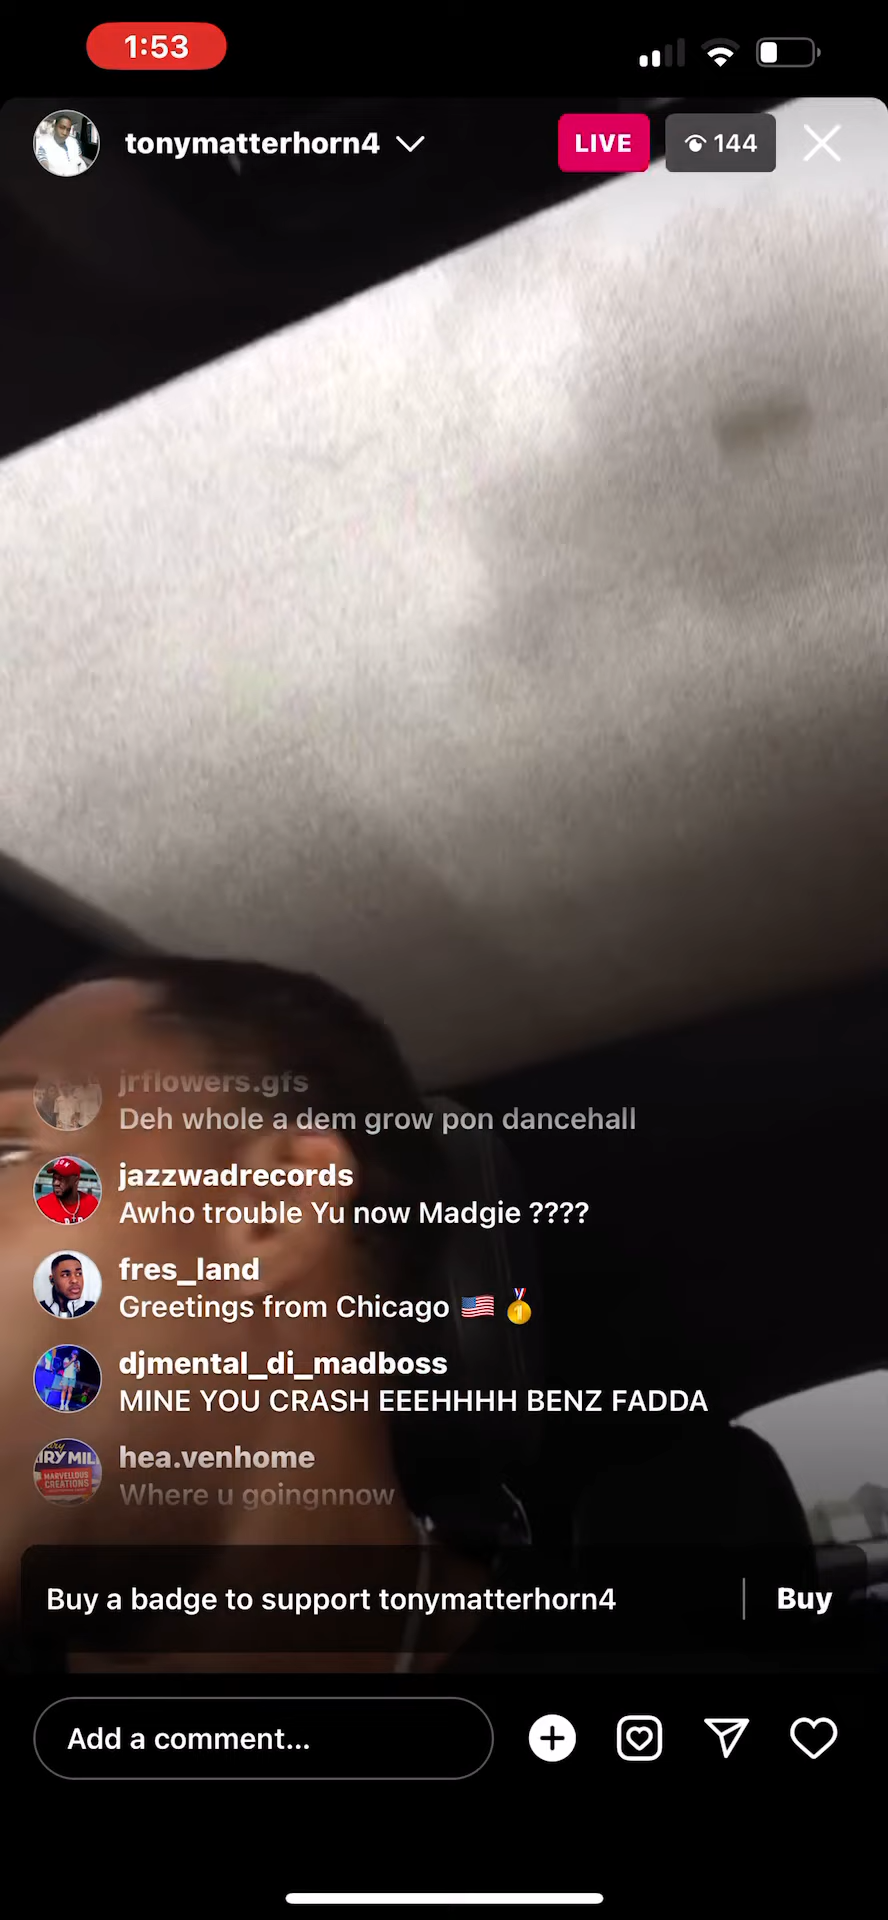 1:53
tonymatterhorn4
LIVE
144
jrflowers.gfs
Deh whole a dem grow pon dancehall
jazzwadrecords
Awho trouble Yu now Madgie ????
fres_land
Greetings from Chicago 🇺🇸 🥇
djmental_di_madboss
MINE YOU CRASH EEEHHHH BENZ FADDA
hea.venhome
Where u goingnnow
Buy a badge to support tonymatterhorn4
Buy
Add a comment...